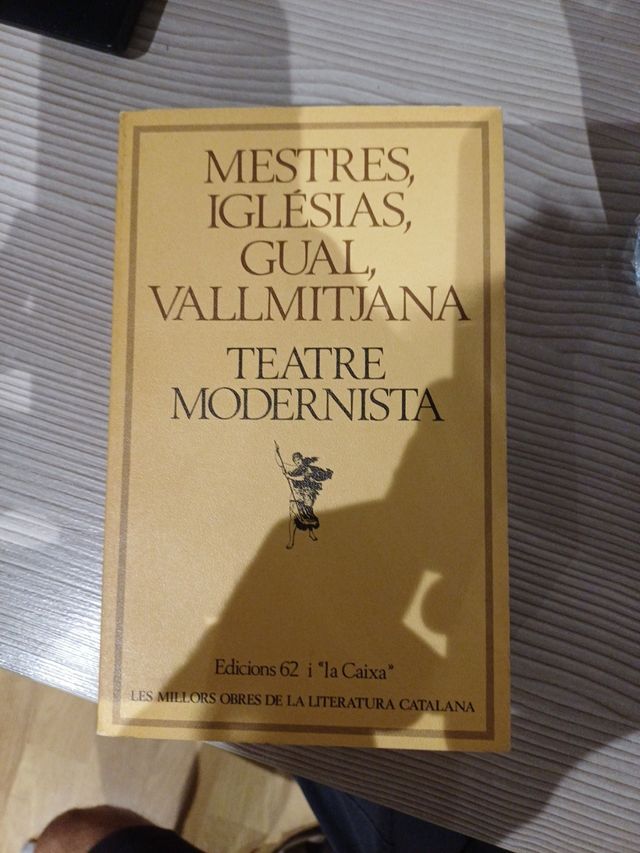 MESTRES,
IGLÉSIAS,
GUAL,
VALLMITJANA
TEATRE
MODERNISTA
Edicions 62 i "la Caixa"
LES MILLORS OBRES DE LA LITERATURA CATALANA